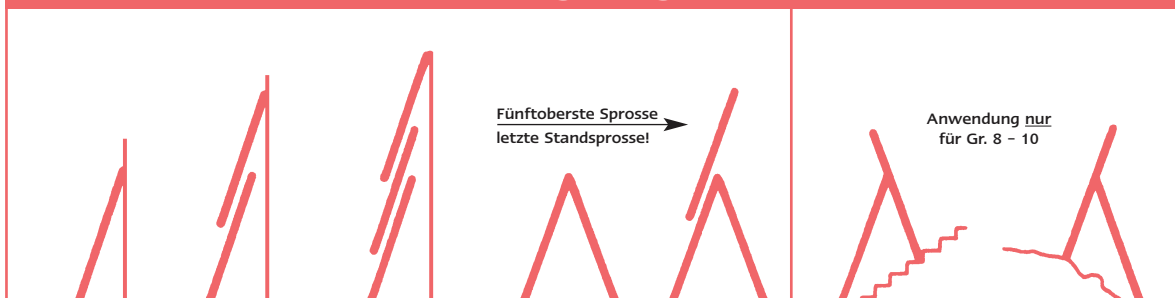 Fünftoberste Sprosse
letzte Standsprosse!
Anwendung nur
für Gr. 8 – 10